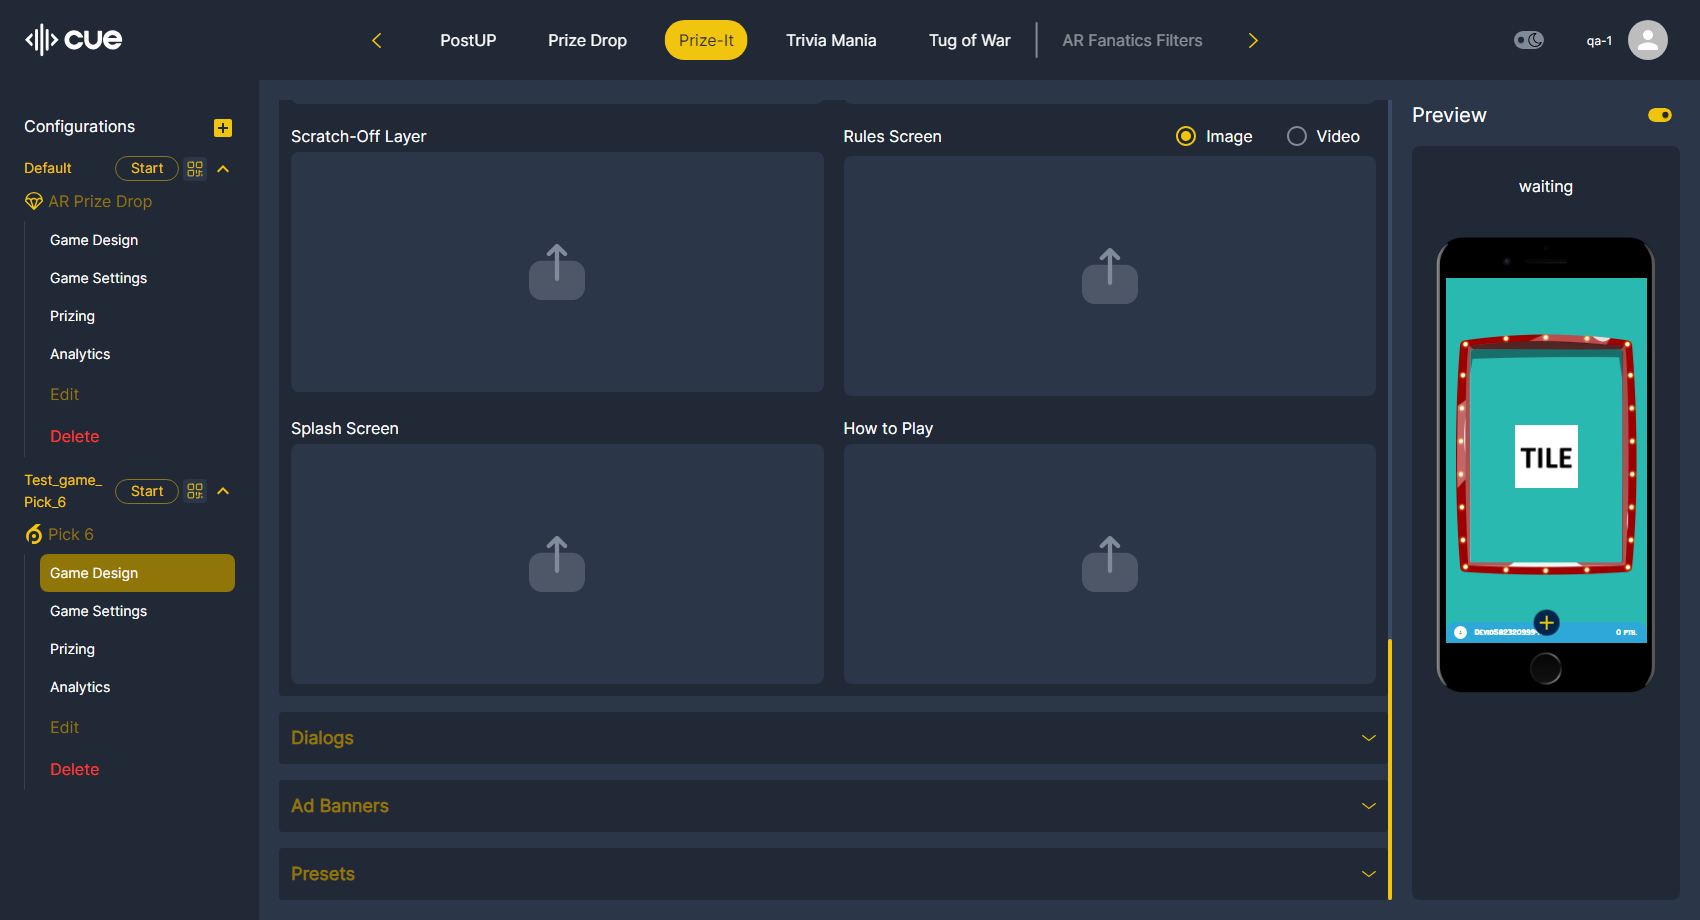 cue
PostUP
Prize Drop
Prize-It
Trivia Mania
Tug of War
AR Fanatics Filters
qa-1
Configurations
Default
Start
AR Prize Drop
Game Design
Game Settings
Prizing
Analytics
Edit
Delete
Test_game_
Pick_6
Start
Pick 6
Game Design
Game Settings
Prizing
Analytics
Edit
Delete
Scratch-Off Layer
Rules Screen
Image
Video
Splash Screen
How to Play
Dialogs
Ad Banners
Presets
Preview
waiting
TILE
0 PTS.